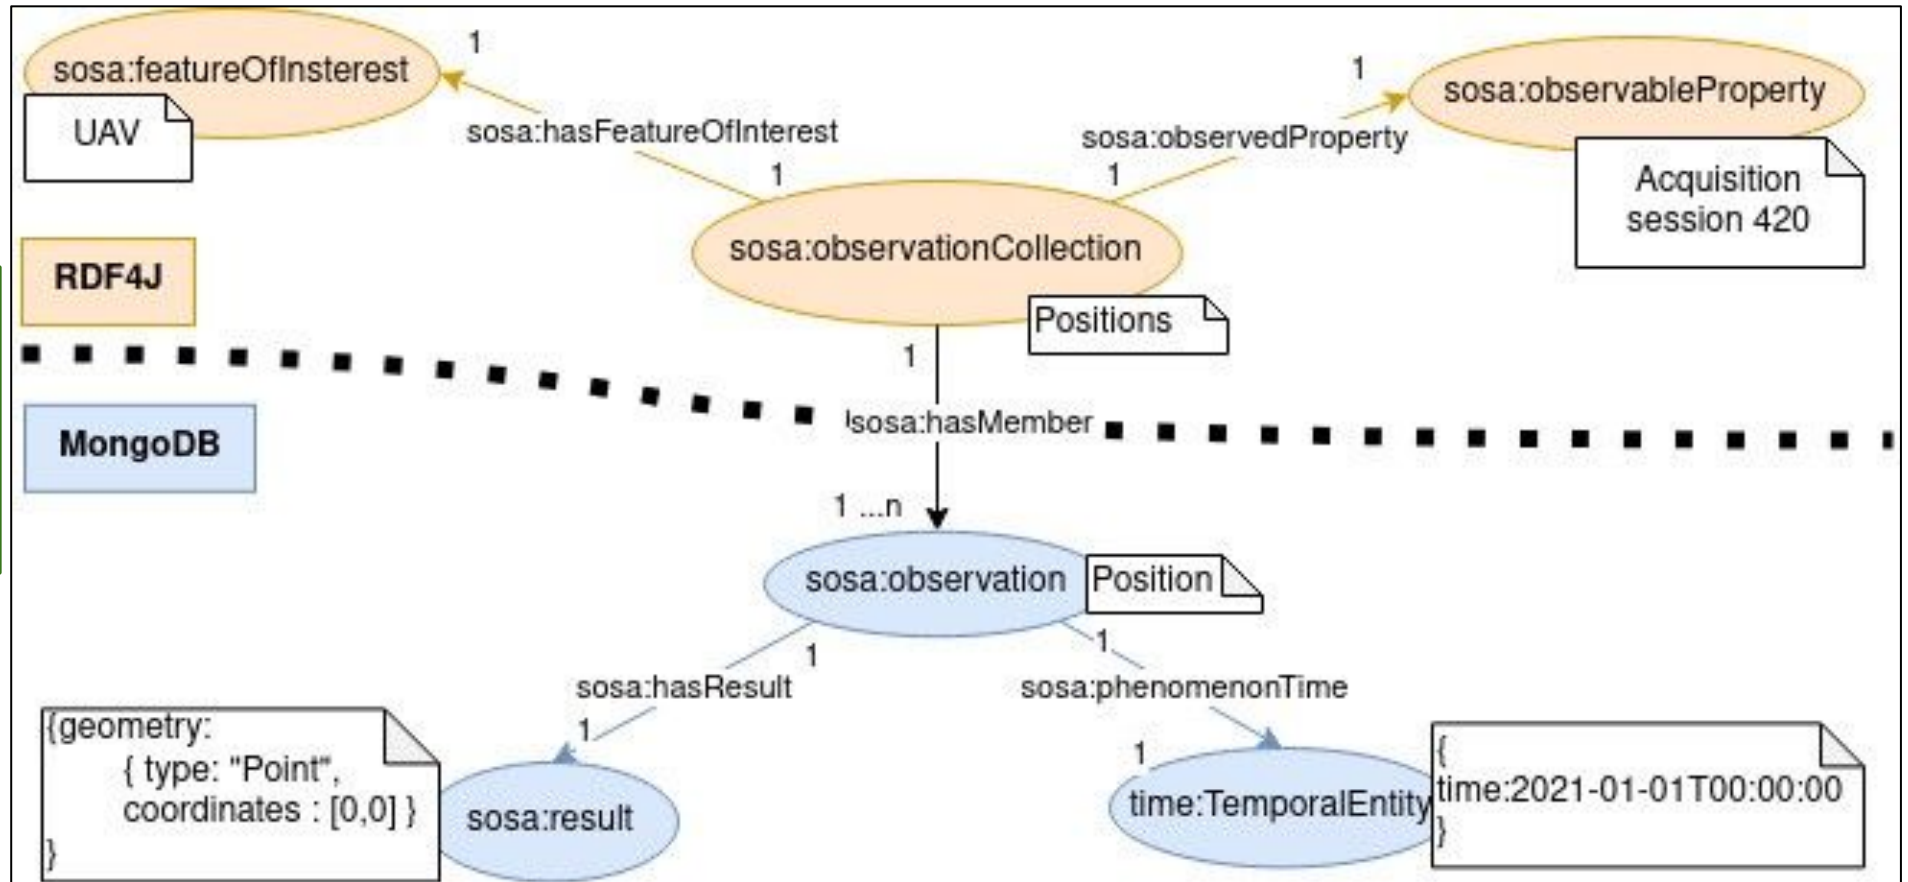 1
sosa:featureOfInsterest
UAV
sosa:hasFeatureOfInterest
1
1
sosa:observableProperty
sosa:observedProperty
1
Acquisition
session 420
sosa:observationCollection
Positions
RDF4J
1
sosa:hasMember
MongoDB
1 ...n
sosa:observation
Position
1
sosa:hasResult
1
1
sosa:phenomenonTime
1
{geometry:
{ type: "Point",
coordinates : [0,0] }
}
sosa:result
time:TemporalEntity
{
time:2021-01-01T00:00:00
}